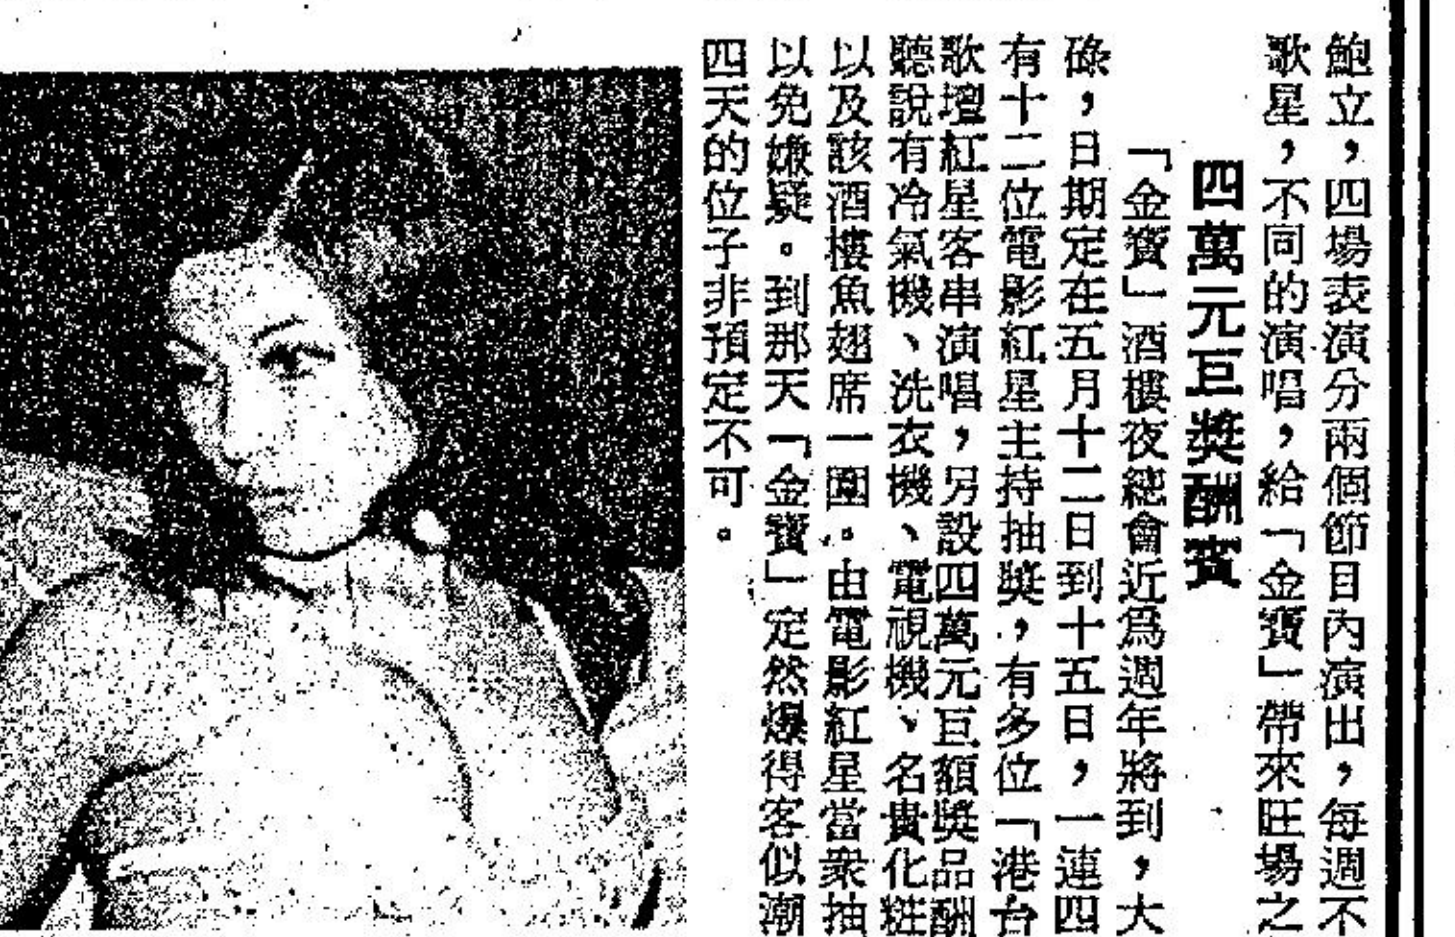 鮑立，四場表演分兩個節目內演出，每週不
歌星，不同的演唱，給「金寶」帶來旺場之
四萬元巨獎酬賓
「金寶」酒樓夜總會近爲週年將到，大
碌，日期定在五月十二日到十五日，一連四
有十二位電影紅星主持抽獎，有多位「港台
歌壇紅星客串演唱，另設四萬元巨額獎品酬
聽說有冷氣機、洗衣機、電視機、名貴化粧
以及該酒樓魚翅席一圍。由電影紅星當衆抽
以免嫌疑。到那天「金寶」定然爆得客似潮
四天的位子非預定不可。